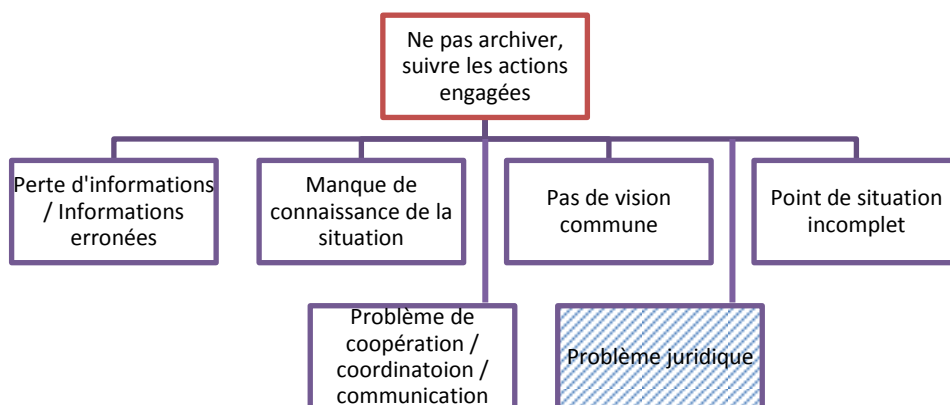 Ne pas archiver,
suivre les actions
engagées
Perte d'informations
/ Informations
erronées
Manque de
connaissance de la
situation
Pas de vision
commune
Point de situation
incomplet
Problème de
coopération /
coordinatoion /
communication
Problème juridique